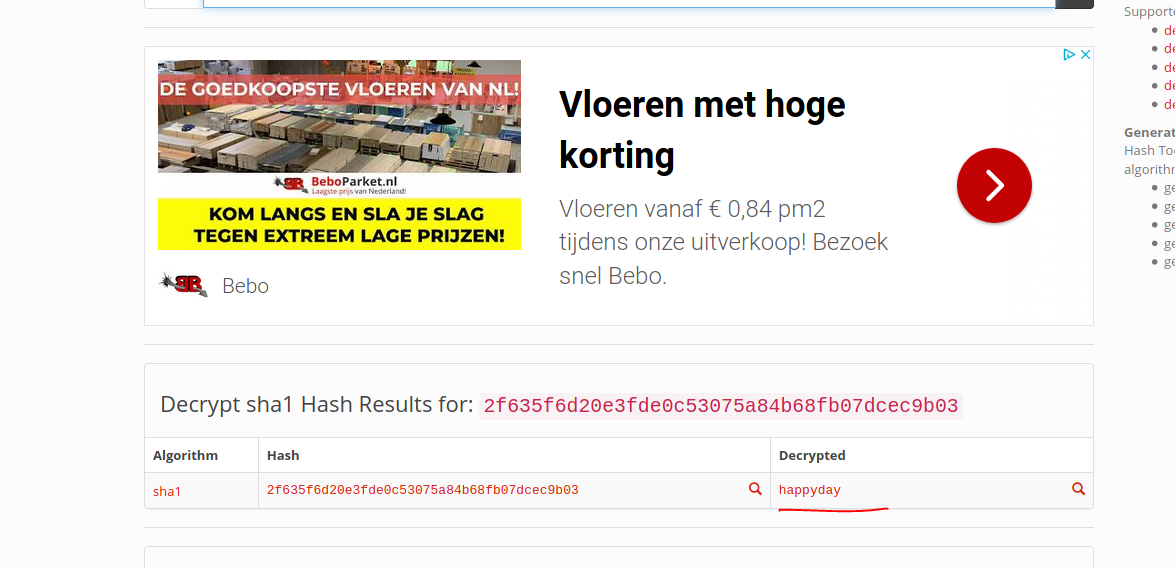 Supporte
de
de
de
de
de
Generat
Hash Too
algorithm
ge
ge
ge
ge
ge
DE GOEDKOOPSTE VLOEREN VAN NL!
BeboParket.nl
Laagste prijs van Nederland!
KOM LANGS EN SLA JE SLAG
TEGEN EXTREEM LAGE PRIJZEN!
Bebo
Vloeren met hoge
korting
Vloeren vanaf € 0,84 pm2
tijdens onze uitverkoop! Bezoek
snel Bebo.
Decrypt sha1 Hash Results for: 2f635f6d20e3fde0c53075a84b68fb07dcec9b03
Algorithm Hash Decrypted
sha1 2f635f6d20e3fde0c53075a84b68fb07dcec9b03 happyday